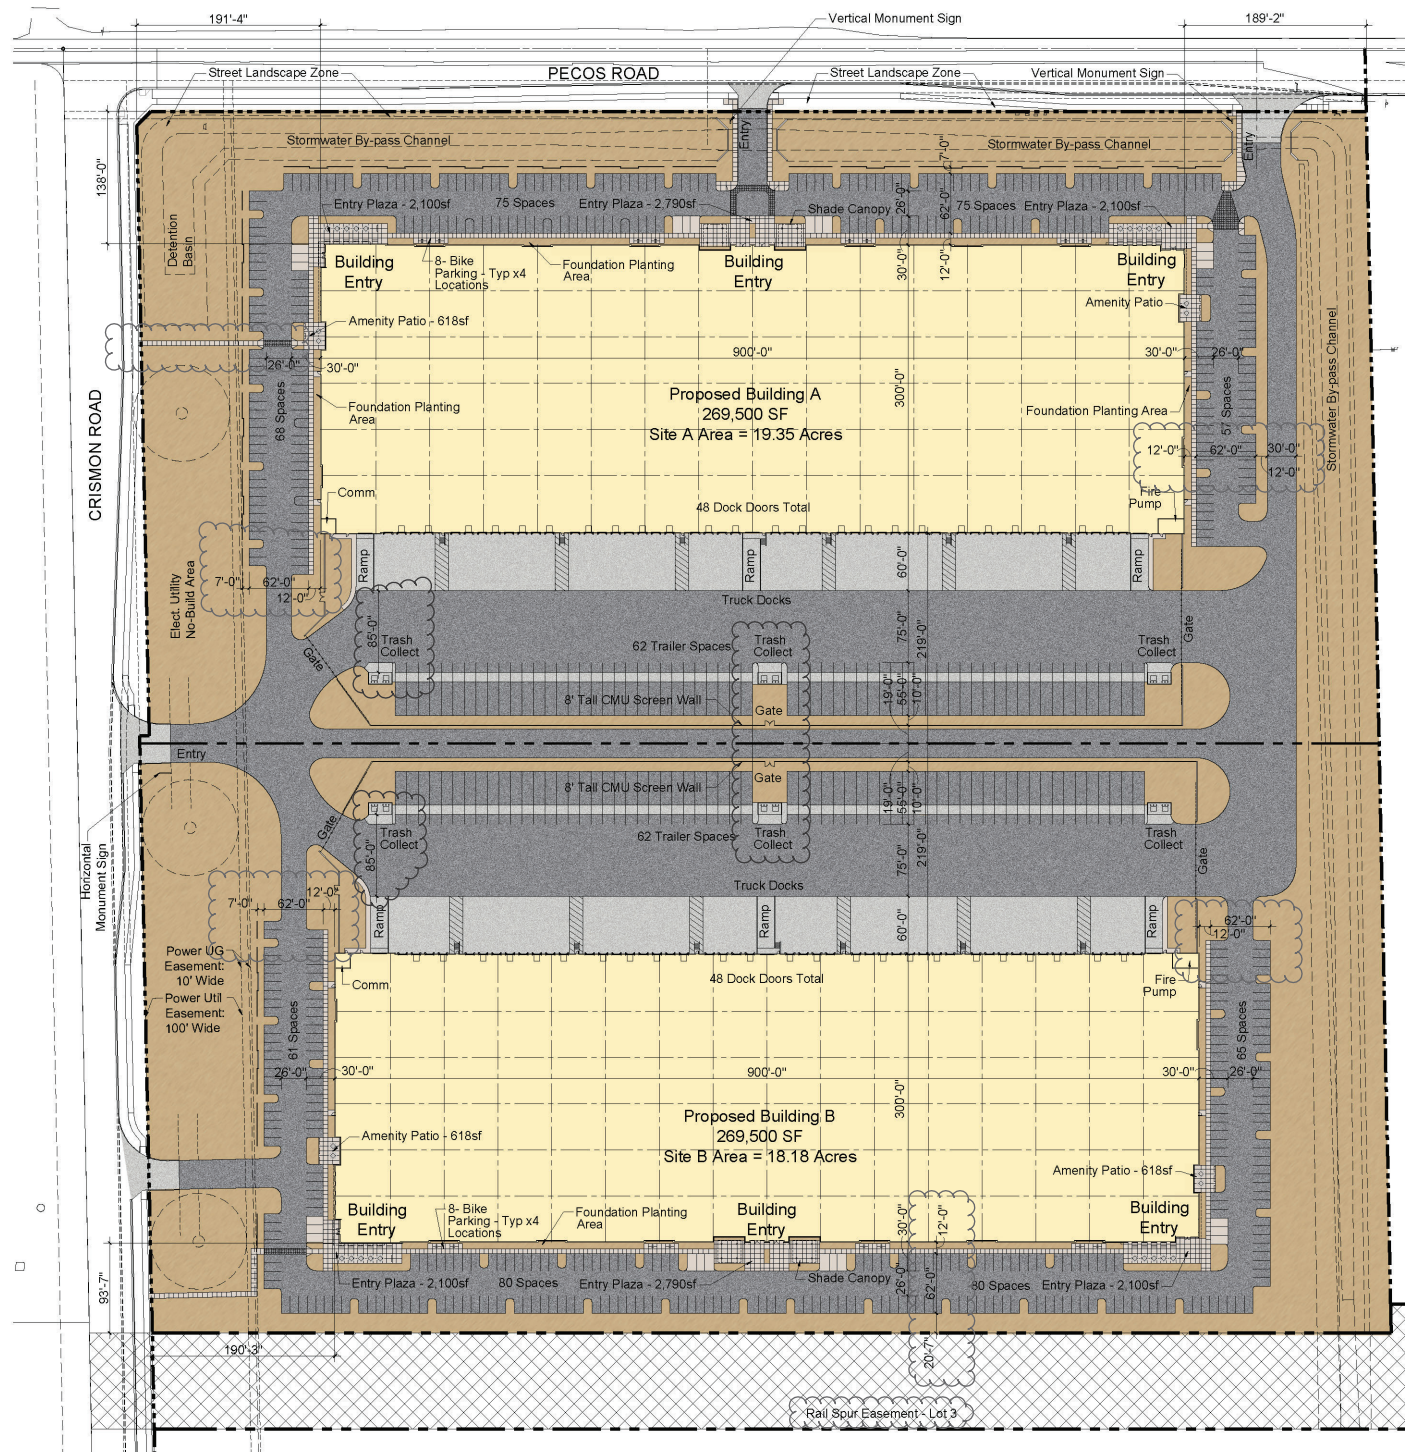 191'-4"
Vertical Monument Sign
189'-2"
Street Landscape Zone
PECOS ROAD
Street Landscape Zone
Vertical Monument Sign
Stormwater By-pass Channel
Entry
Stormwater By-pass Channel
Entry
138'-0"
7'-0"
26'-0"
62'-0"
Entry Plaza - 2,100sf
75 Spaces
Entry Plaza - 2,790sf
Shade Canopy
75 Spaces
Entry Plaza - 2,100sf
Detention
Basin
Building
Entry
8- Bike
Parking - Typ x4
Locations
Foundation Planting
Area
Building
Entry
30'-0"
12'-0"
Building
Entry
Amenity Patio
Amenity Patio - 618sf
26'-0"
30'-0"
900'-0"
30'-0"
26'-0"
300'-0"
Stormwater By-pass Channel
CRISMON ROAD
68 Spaces
Foundation Planting
Area
Proposed Building A
269,500 SF
Site A Area = 19.35 Acres
Foundation Planting Area
57 Spaces
12'-0"
62'-0"
30'-0"
12'-0"
Comm
48 Dock Doors Total
Fire
Pump
Ramp
Ramp
Ramp
60'-0"
7'-0"
62'-0"
12'-0"
Elect. Utility
No-Build Area
Truck Docks
85'-0"
Trash
Collect
62 Trailer Spaces
Trash
Collect
75'-0"
219'-0"
Trash
Collect
Gate
Gate
8' Tall CMU Screen Wall
Gate
19'-0"
55'-0"
10'-0"
Entry
Gate
8' Tall CMU Screen Wall
19'-0"
55'-0"
10'-0"
Gate
85'-0"
Trash
Collect
62 Trailer Spaces
Trash
Collect
75'-0"
219'-0"
Trash
Collect
Gate
Horizontal
Monument Sign
Truck Docks
12'-0"
7'-0"
62'-0"
Ramp
Ramp
60'-0"
Ramp
62'-0"
12'-0"
Power UG
Easement:
10' Wide
Power Util
Easement:
100' Wide
Comm
48 Dock Doors Total
Fire
Pump
61 Spaces
65 Spaces
26'-0"
30'-0"
900'-0"
30'-0"
26'-0"
300'-0"
Proposed Building B
269,500 SF
Site B Area = 18.18 Acres
Amenity Patio - 618sf
Amenity Patio - 618sf
Building
Entry
8- Bike
Parking - Typ x4
Locations
Foundation Planting
Area
Building
Entry
30'-0"
12'-0"
Building
Entry
Entry Plaza - 2,100sf
80 Spaces
Entry Plaza - 2,790sf
Shade Canopy
26'-0"
62'-0"
80 Spaces
Entry Plaza - 2,100sf
93'-7"
190'-3"
20'-7"
Rail Spur Easement - Lot 3